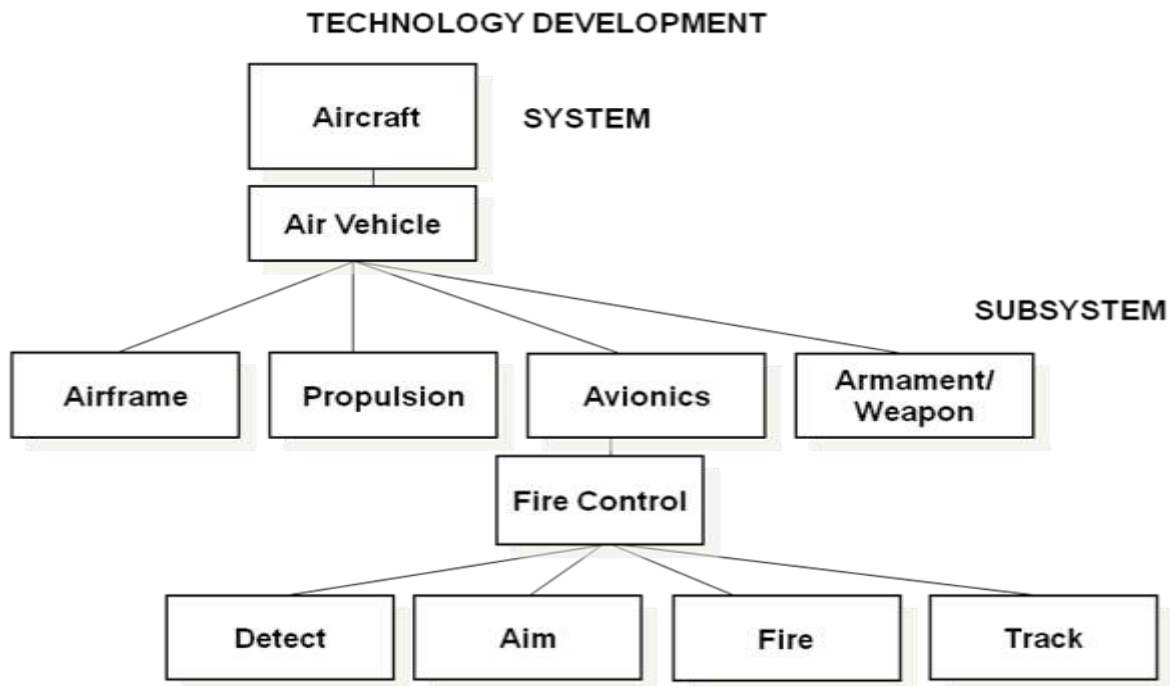 TECHNOLOGY DEVELOPMENT
Aircraft
SYSTEM
Air Vehicle
SUBSYSTEM
Airframe
Propulsion
Avionics
Armament/
Weapon
Fire Control
Detect
Aim
Fire
Track